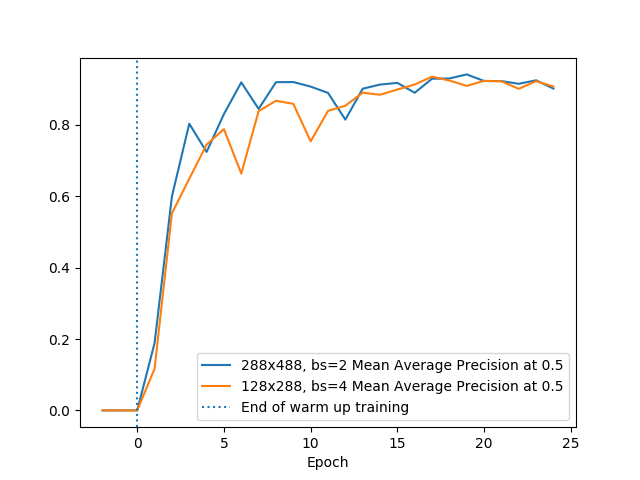 0.8
0.6
0.4
0.2
0.0
288x488, bs=2 Mean Average Precision at 0.5
128x288, bs=4 Mean Average Precision at 0.5
End of warm up training
0 5 10 15 20 25
Epoch